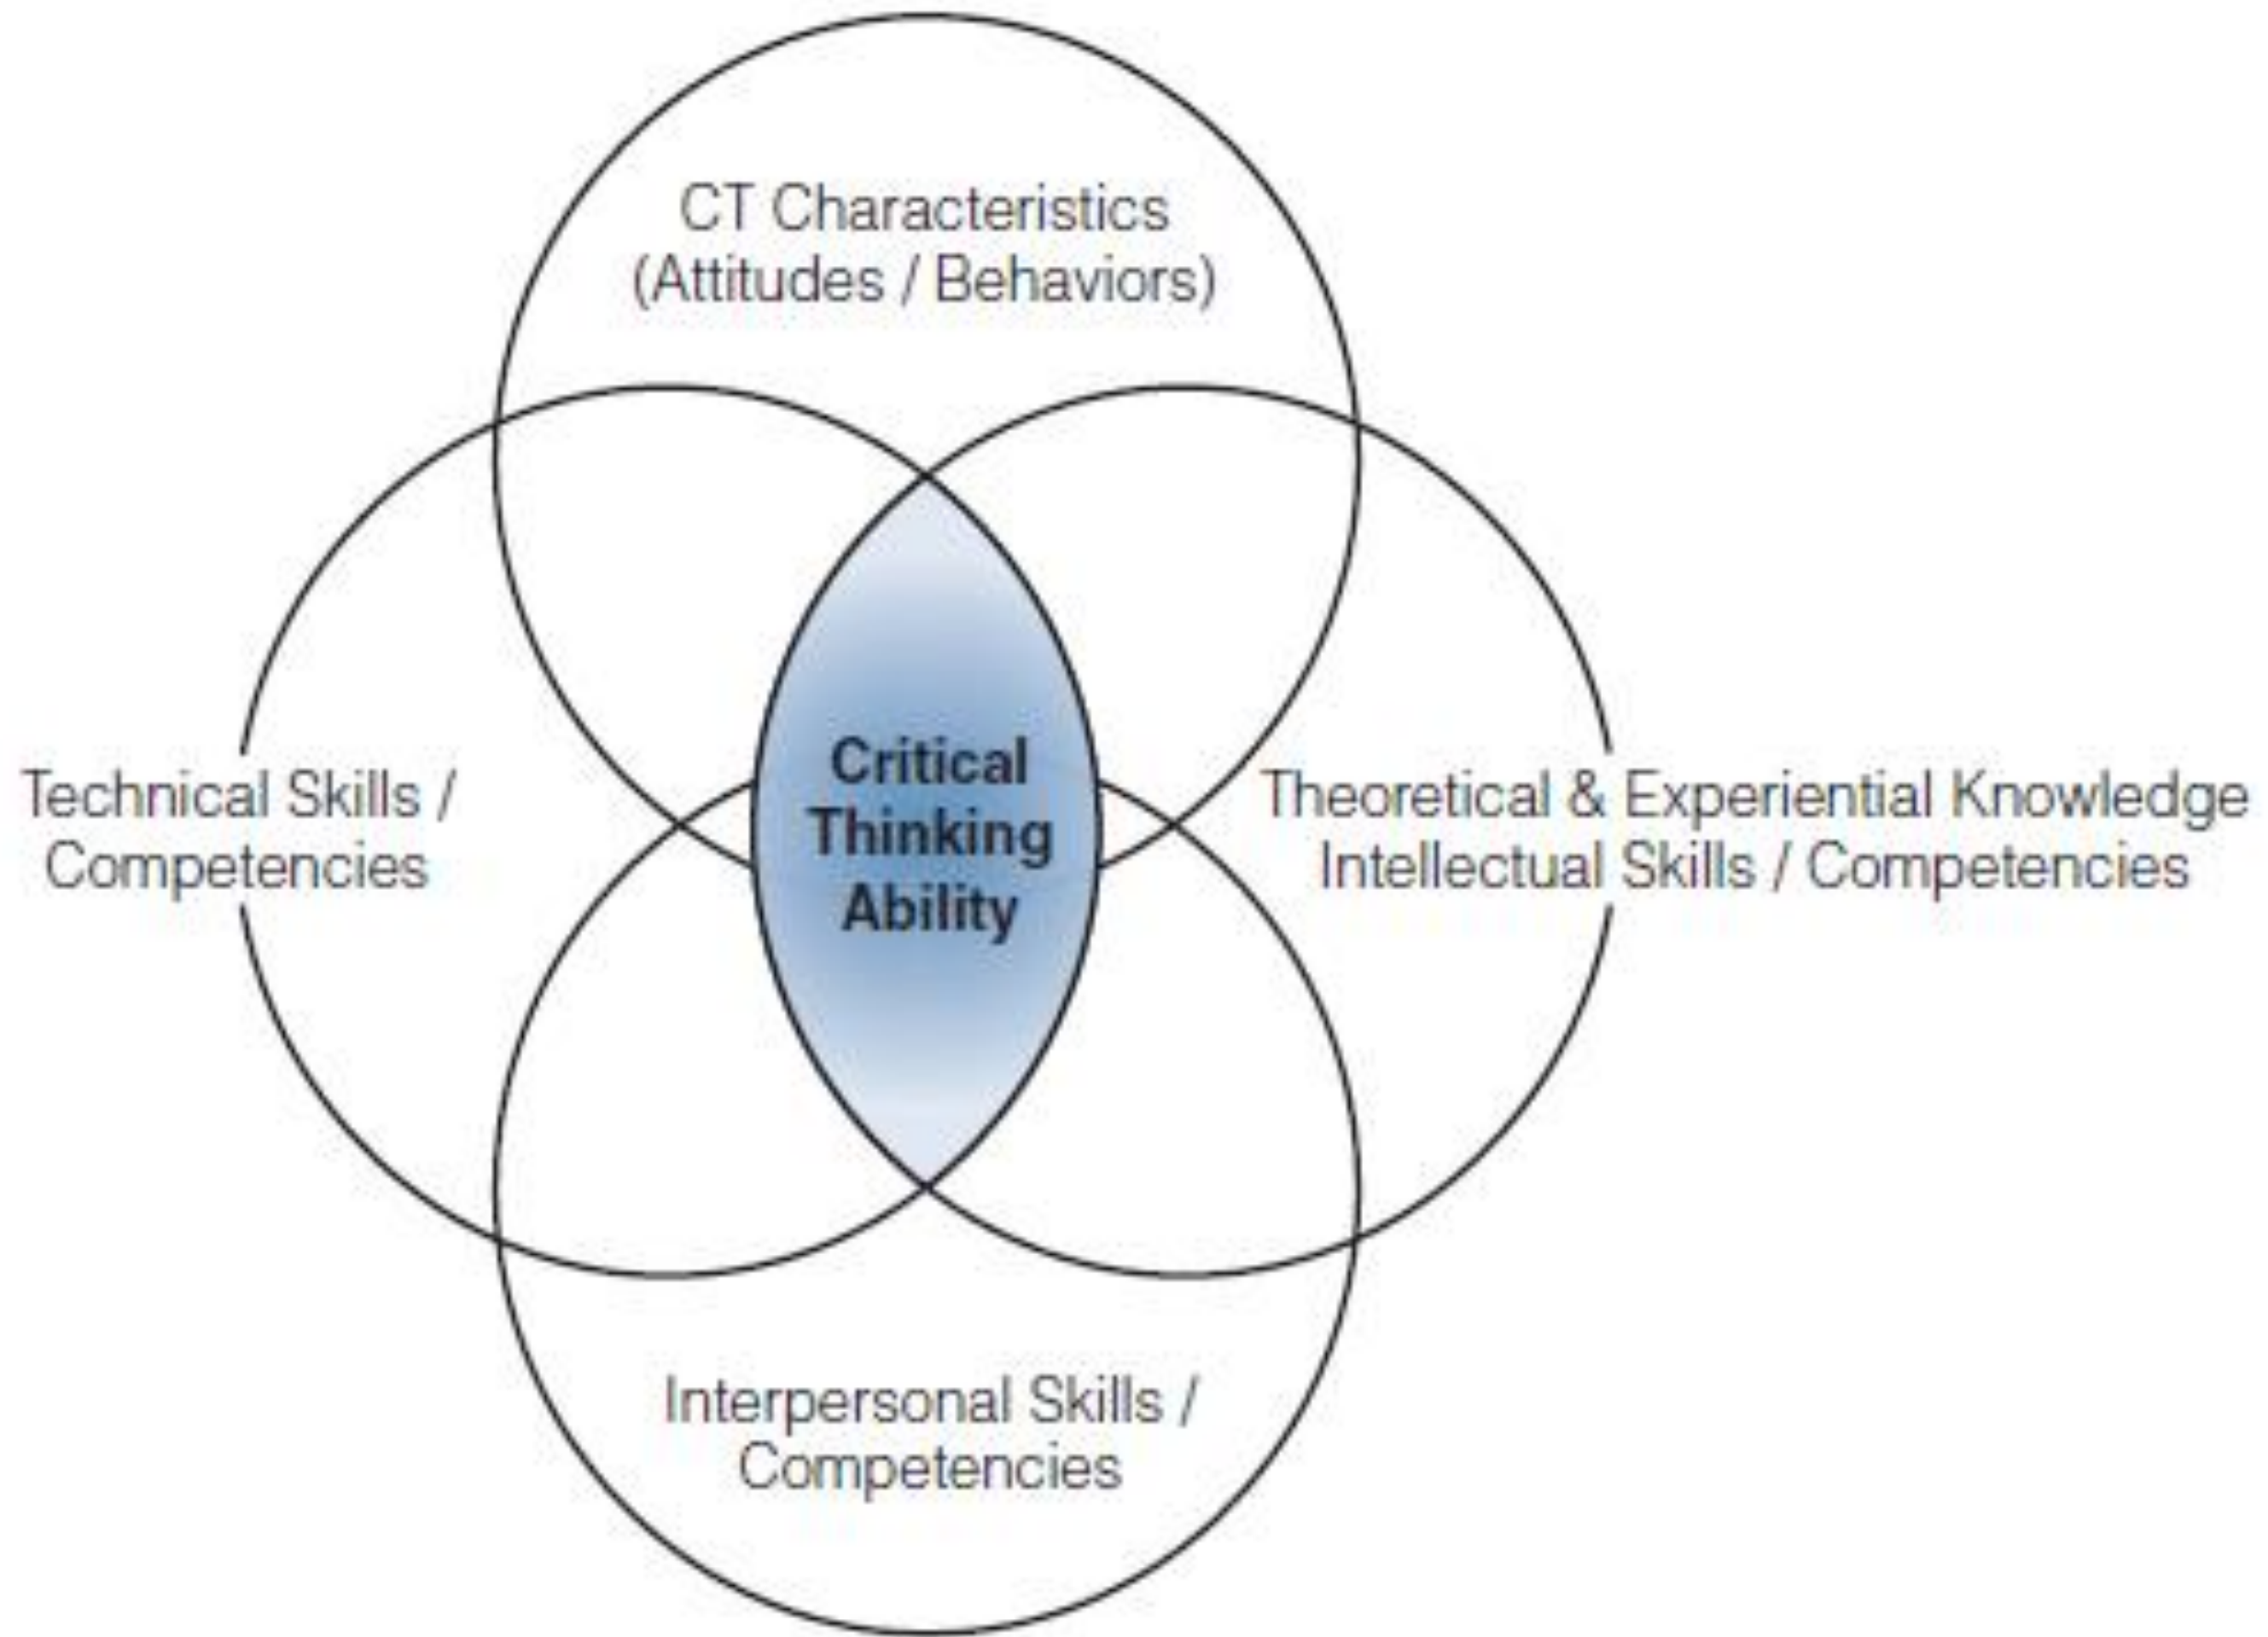 CT Characteristics
(Attitudes / Behaviors)
Technical Skills /
Competencies
Critical
Thinking
Ability
Theoretical & Experiential Knowledge
Intellectual Skills / Competencies
Interpersonal Skills /
Competencies